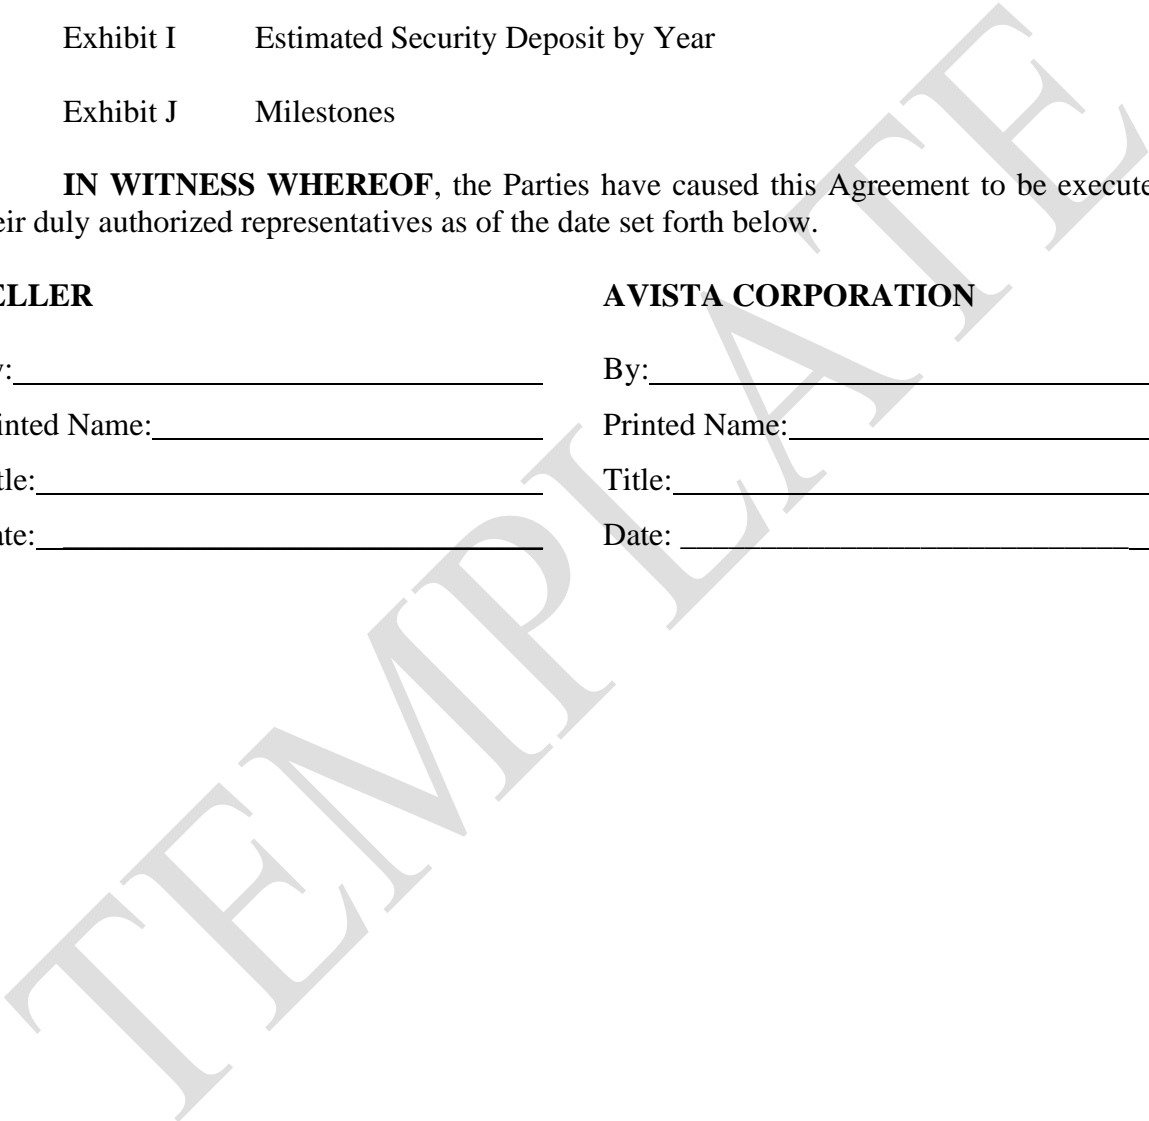 Exhibit I Estimated Security Deposit by Year
Exhibit J Milestones
IN WITNESS WHEREOF, the Parties have caused this Agreement to be execute
eir duly authorized representatives as of the date set forth below.
ELLER AVISTA CORPORATION
y: By:
inted Name: Printed Name:
tle: Title:
ate: Date:
TEMPLATE